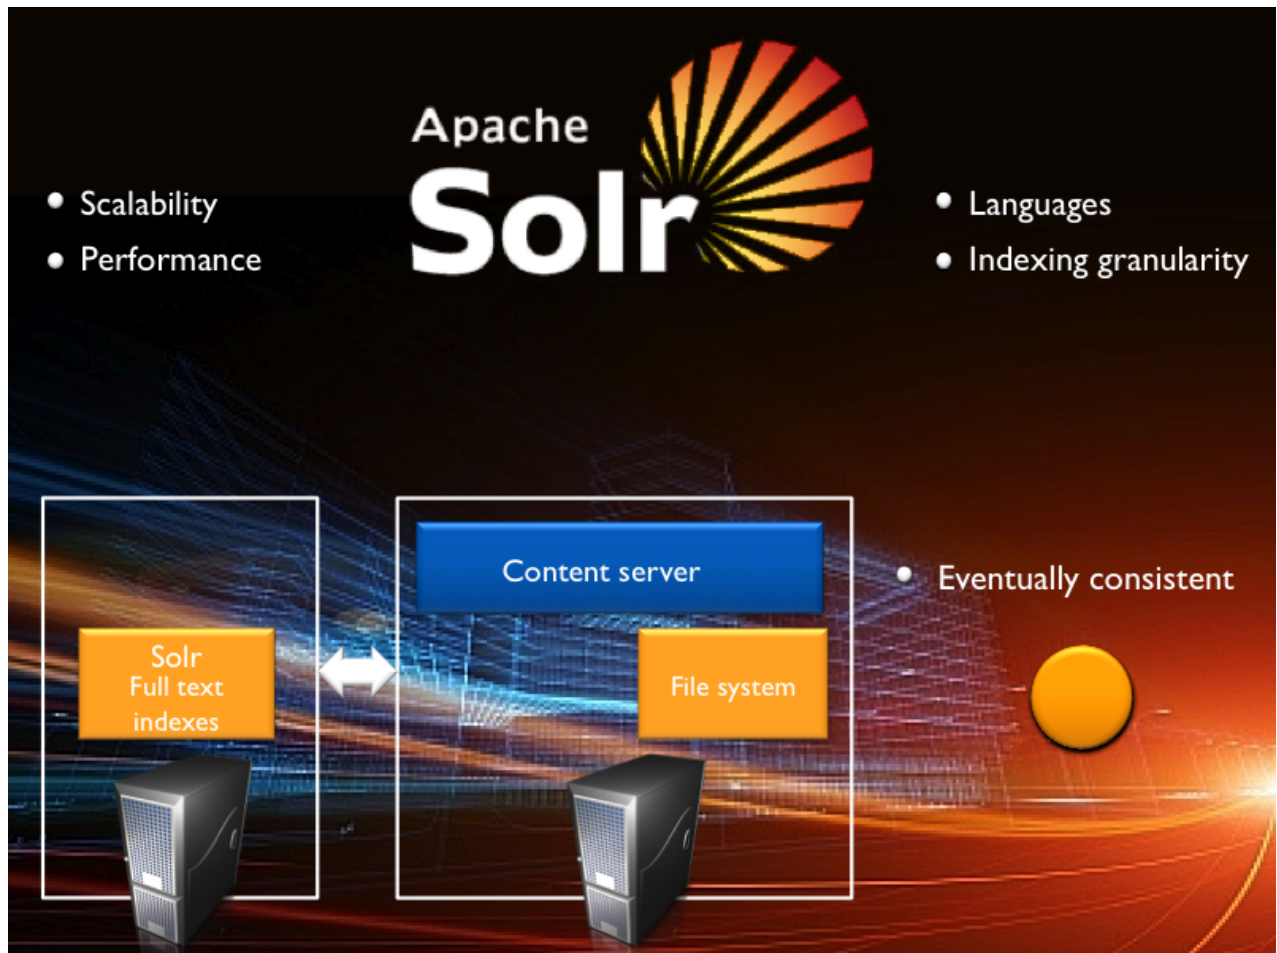 Apache
Solr
Scalability
Performance
Languages
Indexing granularity
Content server
Eventually consistent
Solr
Full text
indexes
File system